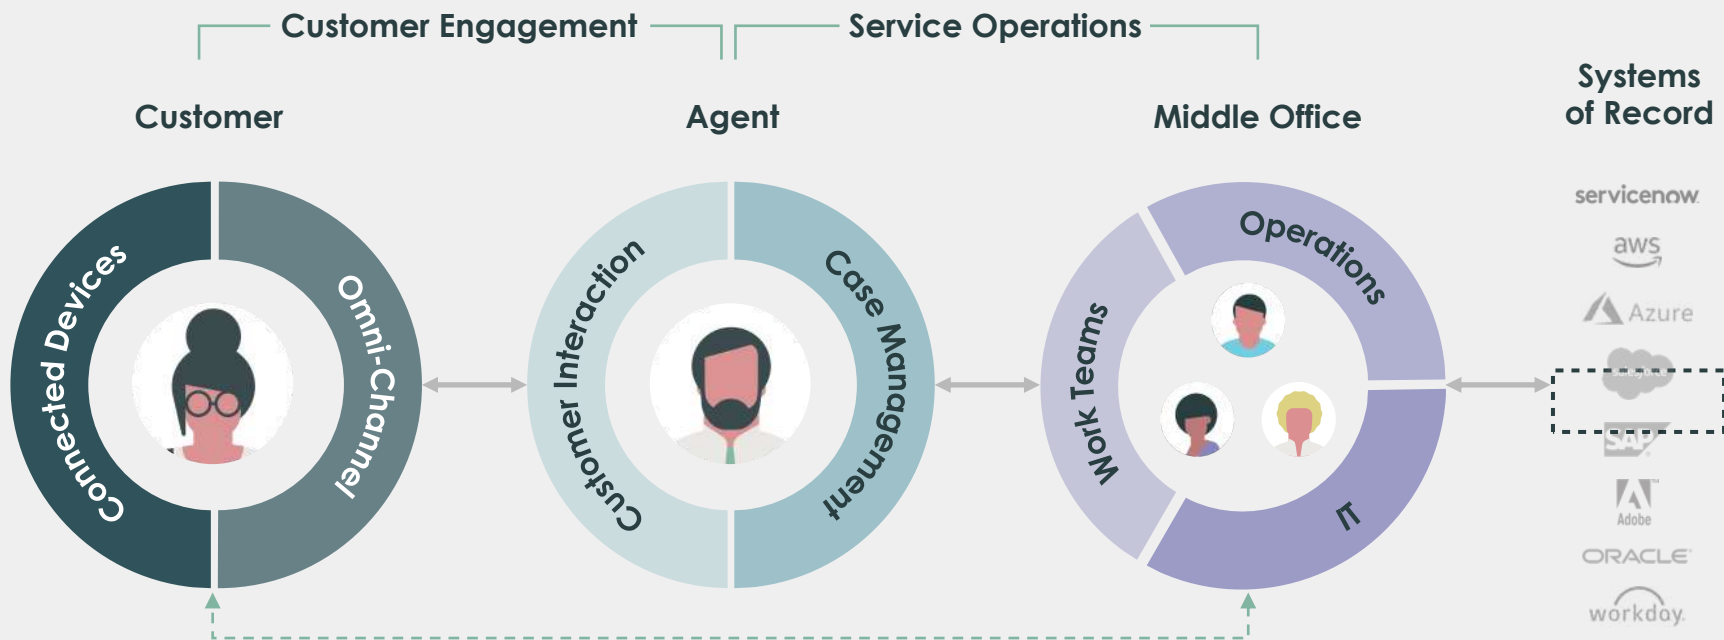 Customer Engagement
Service Operations
Customer
Agent
Middle Office
Systems
of Record
Connected Devices
Omni-Channel
Customer Interaction
Case Management
Work Teams
Operations
IT
servicenow
aws
Azure
salesforce
SAP
Adobe
ORACLE
workday.